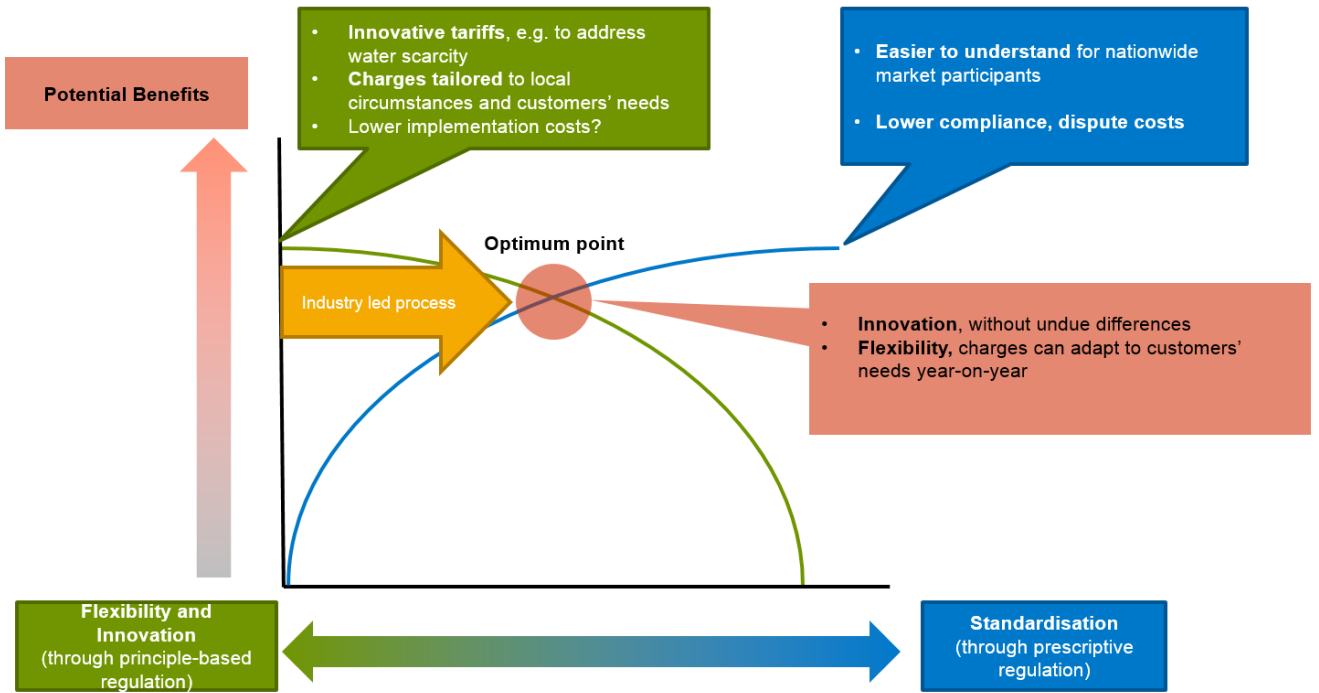 Potential Benefits
• Innovative tariffs, e.g. to address
water scarcity
• Charges tailored to local
circumstances and customers’ needs
• Lower implementation costs?
• Easier to understand for nationwide
market participants
• Lower compliance, dispute costs
Optimum point
Industry led process
• Innovation, without undue differences
• Flexibility, charges can adapt to customers’
needs year-on-year
Flexibility and
Innovation
(through principle-based
regulation)
Standardisation
(through prescriptive
regulation)